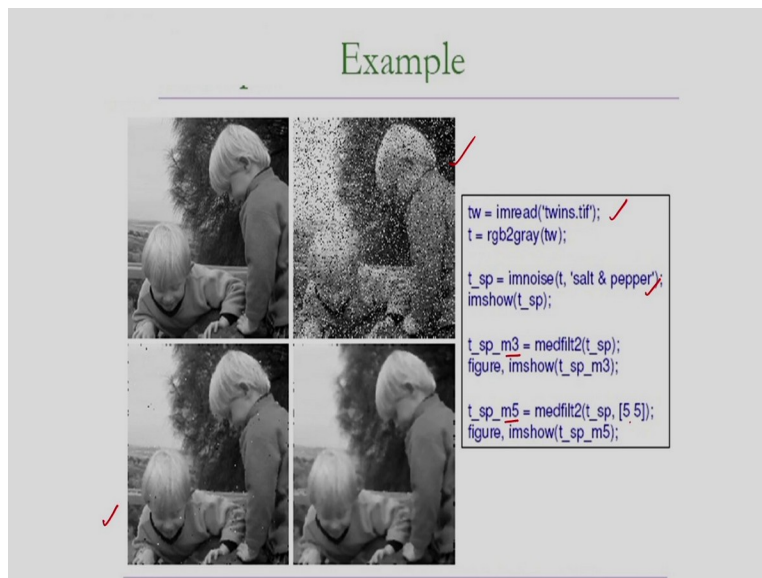 Example
tw = imread('twins.tif');
t = rgb2gray(tw);
t_sp = imnoise(t, 'salt & pepper');
imshow(t_sp);
t_sp_m3 = medfilt2(t_sp);
figure, imshow(t_sp_m3);
t_sp_m5 = medfilt2(t_sp, [5 5]);
figure, imshow(t_sp_m5);